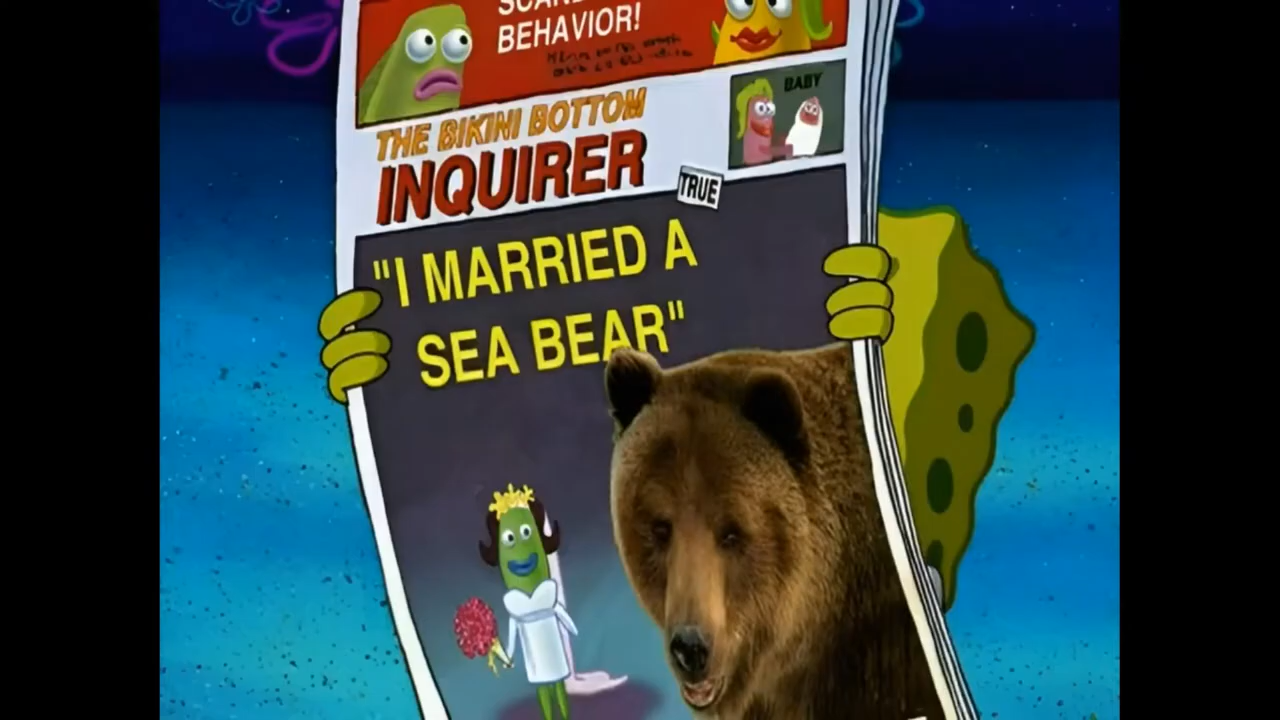 BEHAVIOR!
BABY
THE BIKINI BOTTOM
INQUIRER
TRUE
"I MARRIED A
SEA BEAR"